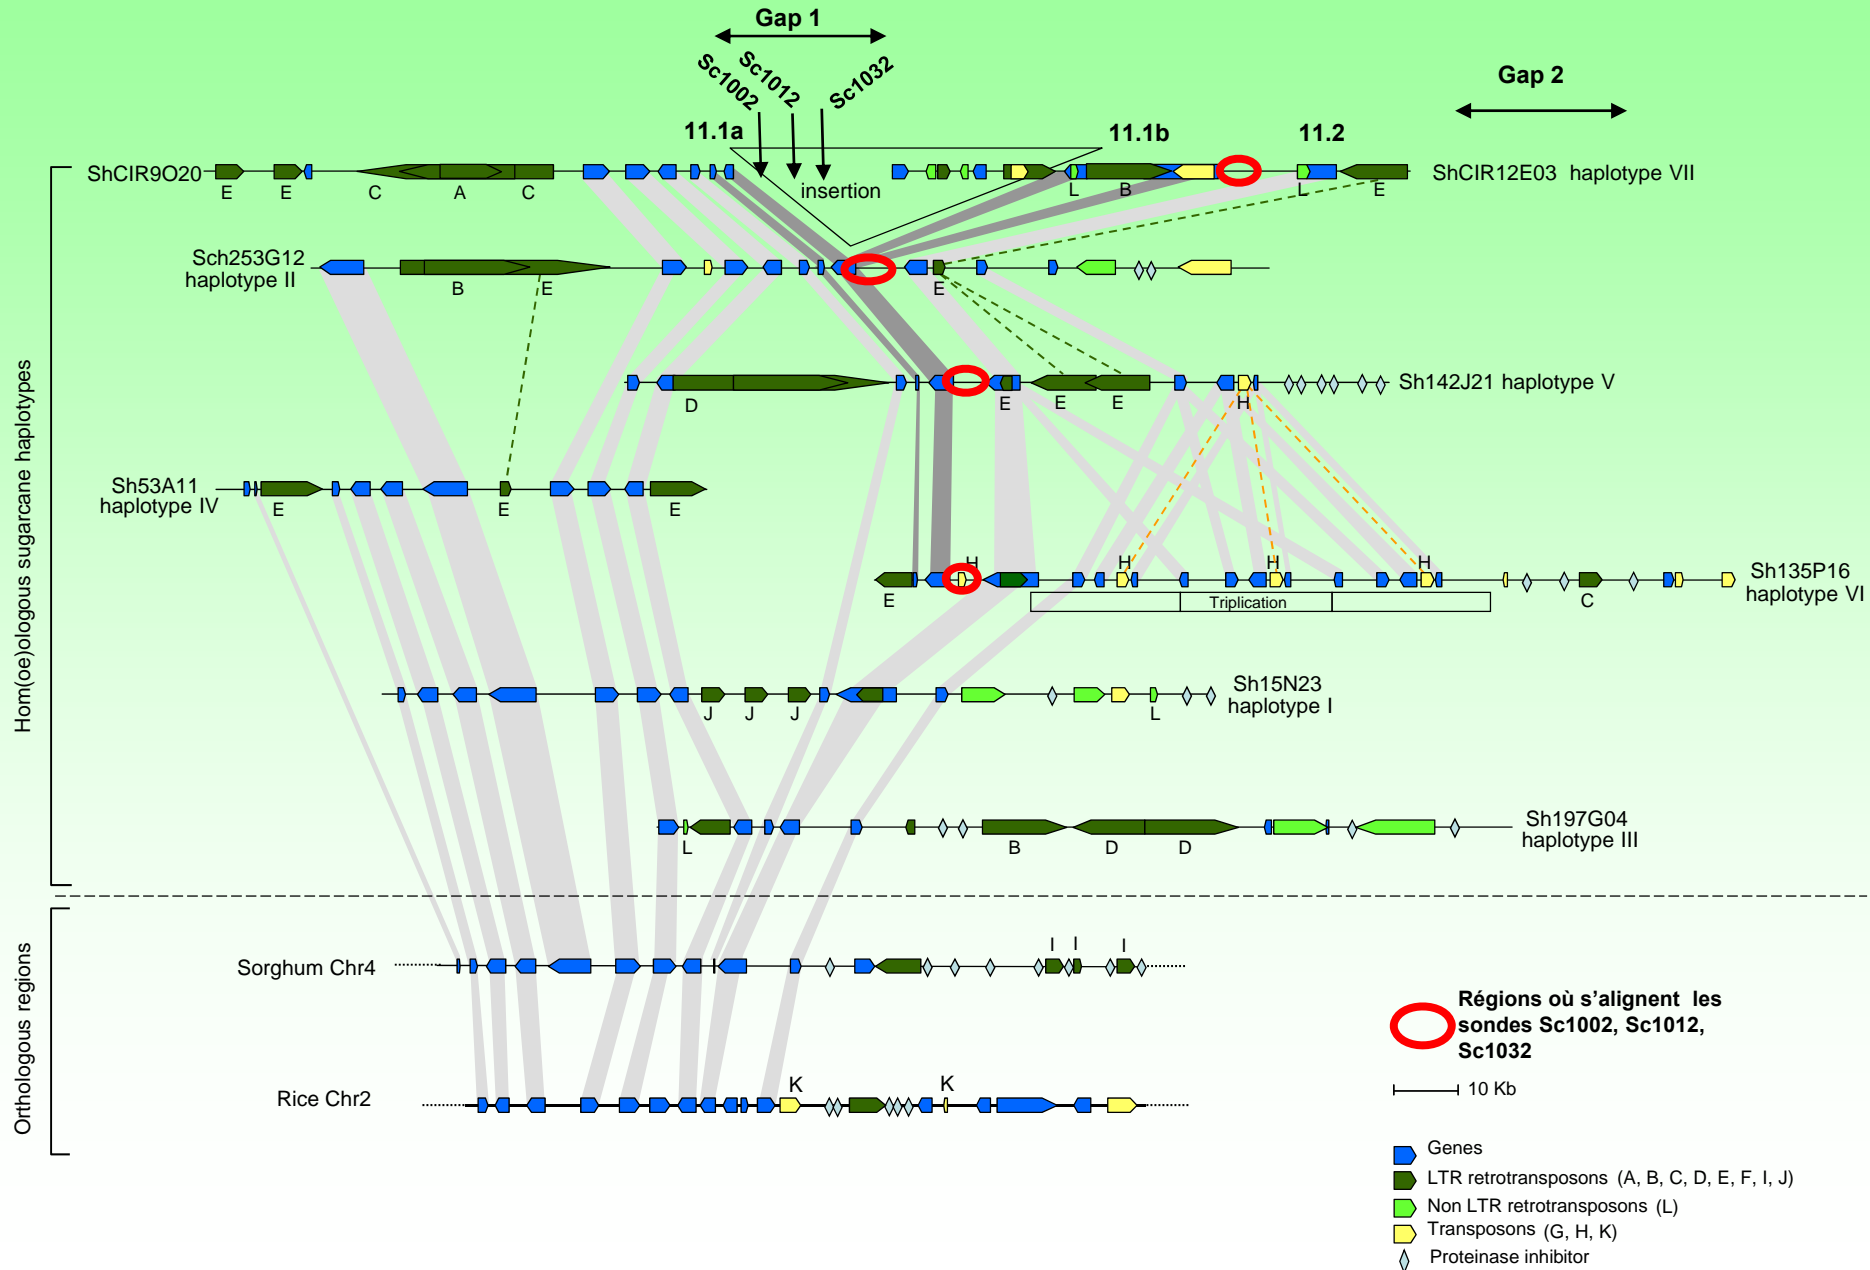 Gap 1
Sc1002
Sc1012
Sc1032
Gap 2
11.1a
11.1b
11.2
insertion
ShCIR9O20
E
E
C
A
C
L
B
L
E
ShCIR12E03 haplotype VII
Sch253G12
haplotype II
B
E
E
D
E
E
E
H
Sh142J21 haplotype V
Sh53A11
haplotype IV
E
E
E
E
H
H
H
H
C
Triplication
Sh135P16
haplotype VI
J
J
J
L
Sh15N23
haplotype I
L
B
D
D
Sh197G04
haplotype III
Hom(oe)ologous sugarcane haplotypes
Orthologous regions
Sorghum Chr4
I
I
I
Rice Chr2
K
K
Régions où s’alignent les
sondes Sc1002, Sc1012,
Sc1032
10 Kb
Genes
LTR retrotransposons (A, B, C, D, E, F, I, J)
Non LTR retrotransposons (L)
Transposons (G, H, K)
Proteinase inhibitor